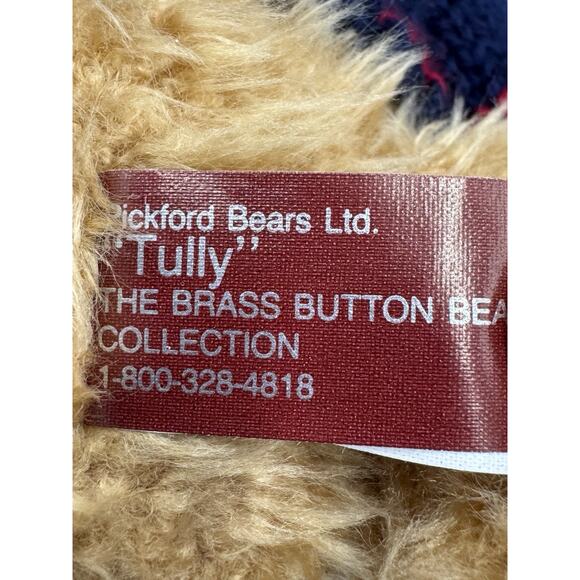 Pickford Bears Ltd.
"Tully"
THE BRASS BUTTON BEA
COLLECTION
1-800-328-4818